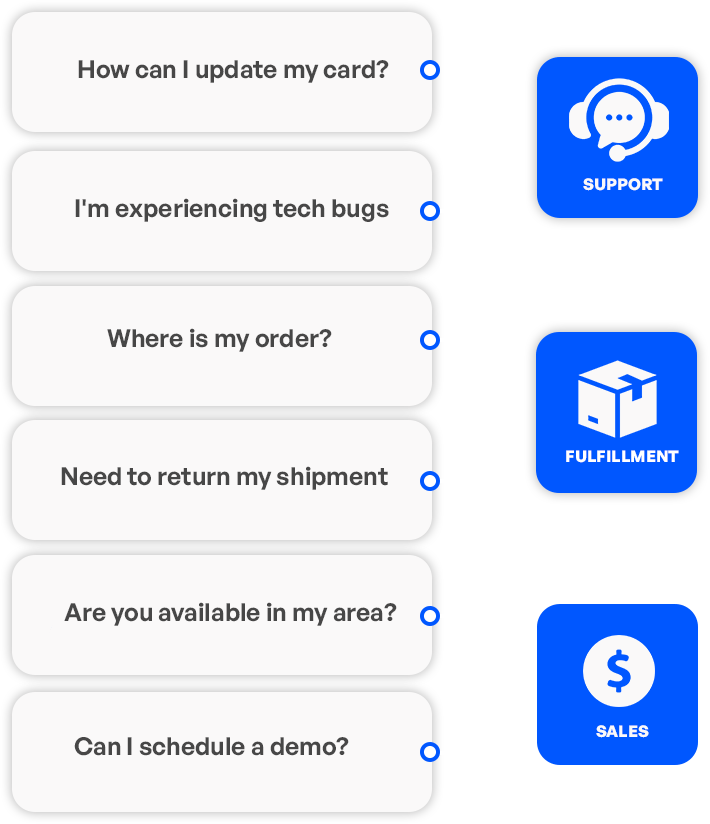 How can I update my card?
I'm experiencing tech bugs
Where is my order?
Need to return my shipment
Are you available in my area?
Can I schedule a demo?
SUPPORT
FULFILLMENT
$
SALES